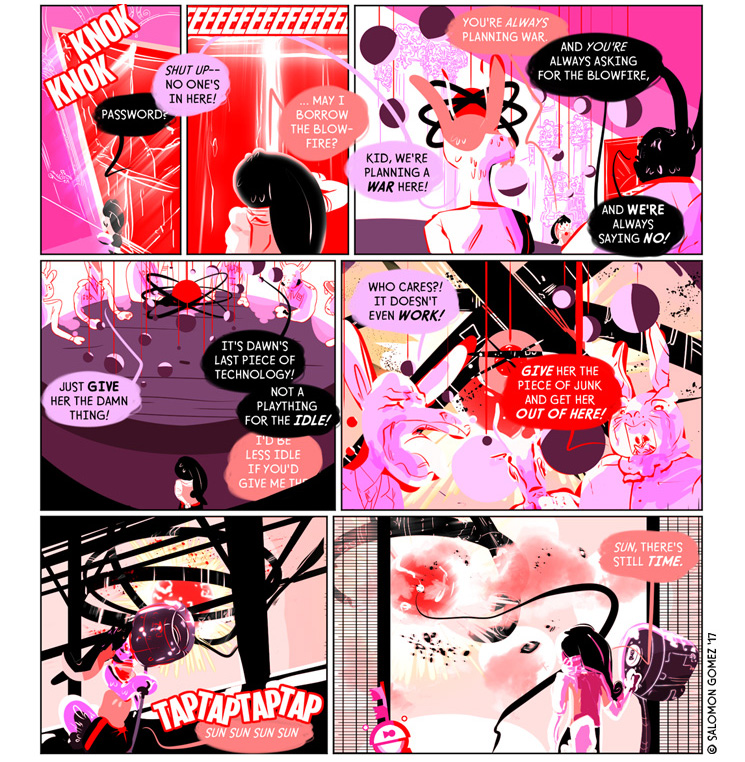 KNOK
KNOK
PASSWORD?
EEEEEEEEEEEEEE
SHUT UP--
NO ONE'S
IN HERE!
... MAY I
BORROW
THE BLOW-
FIRE?
YOU'RE ALWAYS
PLANNING WAR.
AND YOU'RE
ALWAYS ASKING
FOR THE BLOWFIRE,
KID, WE'RE
PLANNING A
WAR HERE!
AND WE'RE
ALWAYS
SAYING NO!
IT'S DAWN'S
LAST PIECE OF
TECHNOLOGY!
JUST GIVE
HER THE DAMN
THING!
NOT A
PLAYTHING
FOR THE IDLE!
I'D BE
LESS IDLE
IF YOU'D
GIVE ME THE
WHO CARES?!
IT DOESN'T
EVEN WORK!
GIVE HER THE
PIECE OF JUNK
AND GET HER
OUT OF HERE!
TAPTAPTAPTAP
SUN SUN SUN SUN
SUN, THERE'S
STILL TIME.
© SALOMON GOMEZ '17